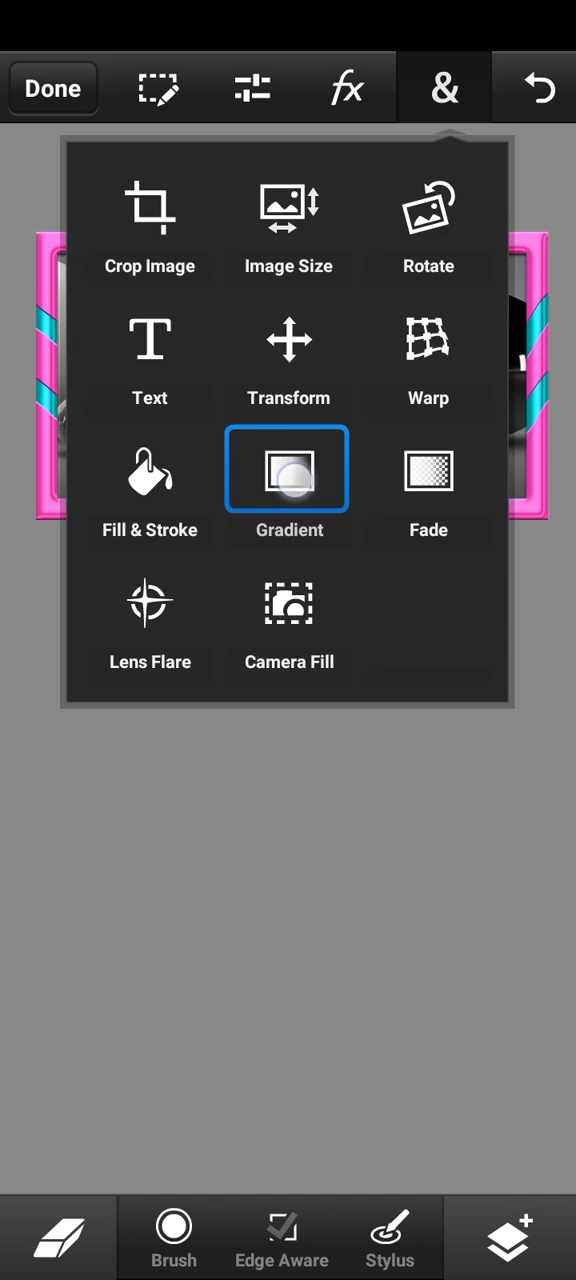 Done fx &
Crop Image Image Size Rotate
T
Text Transform Warp
Fill & Stroke Gradient Fade
Lens Flare Camera Fill
Brush Edge Aware Stylus